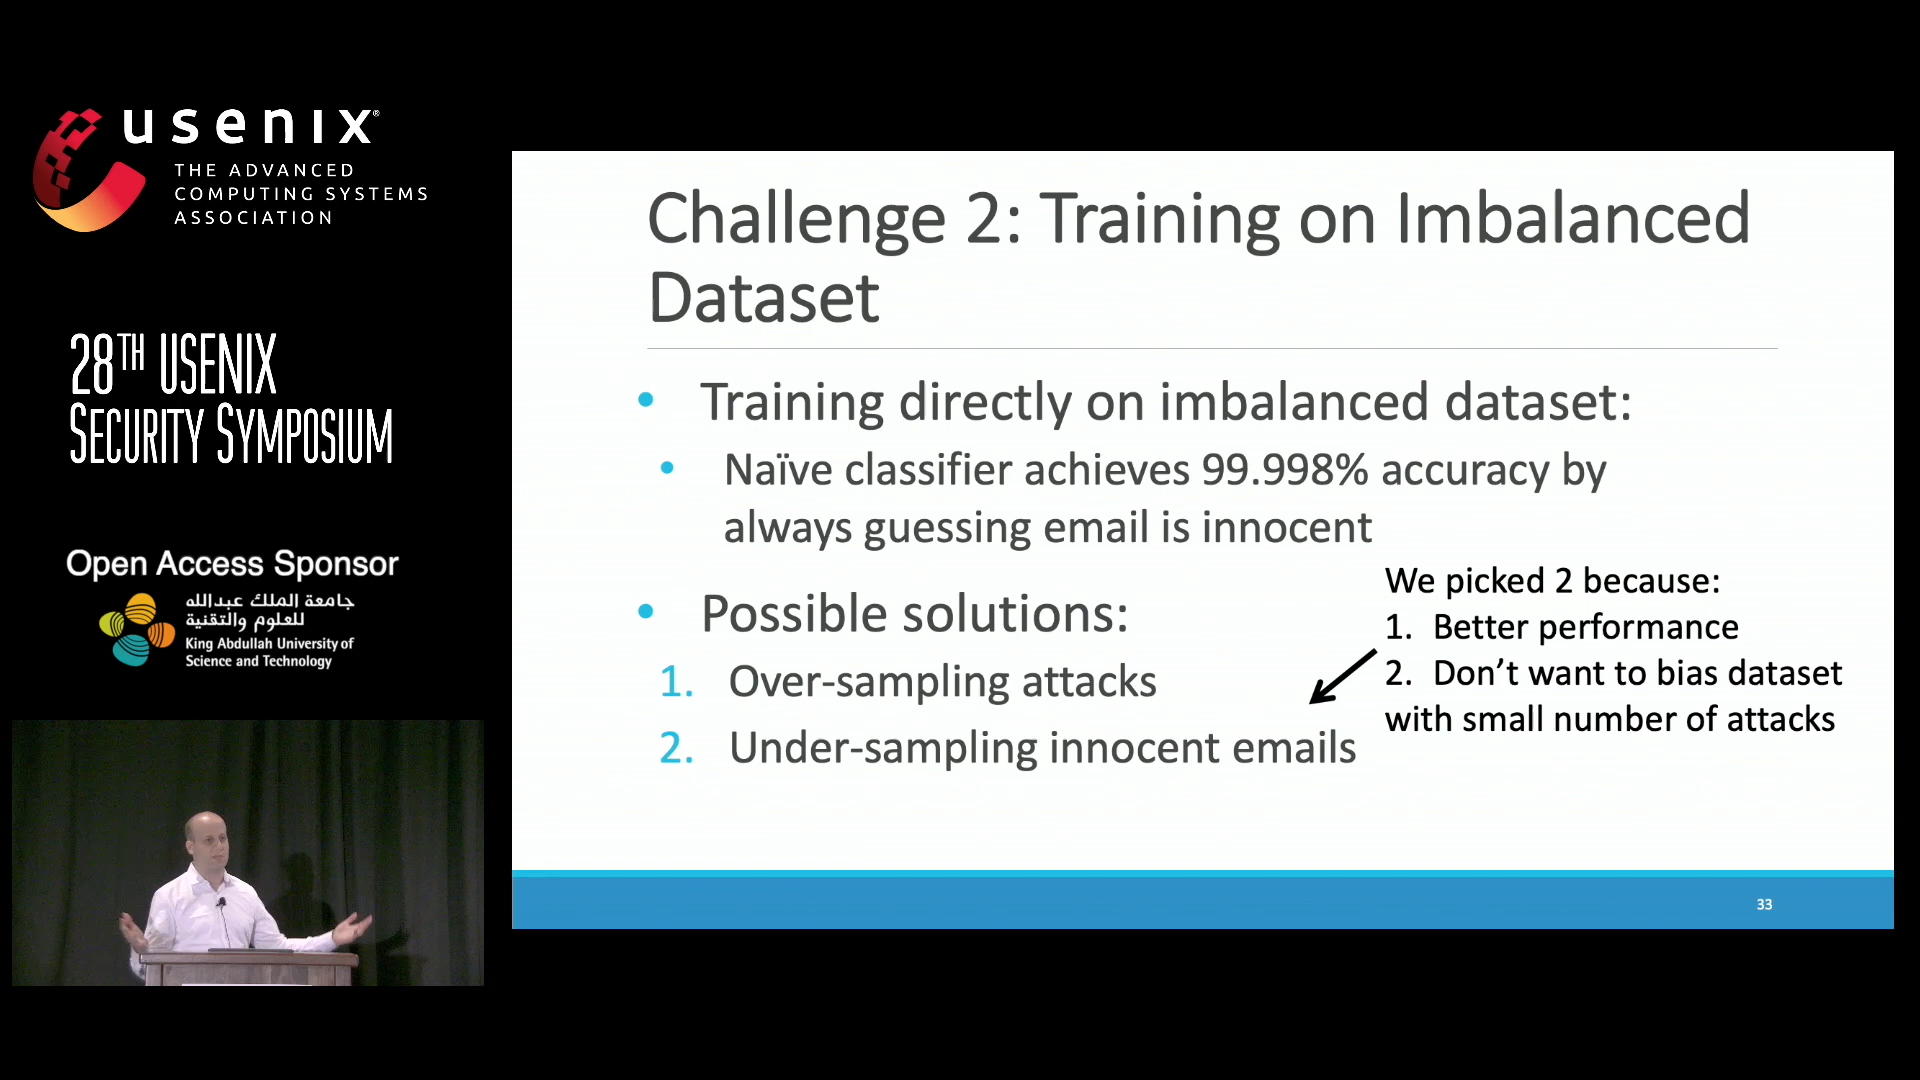 usenix®
THE ADVANCED
COMPUTING SYSTEMS
ASSOCIATION
28TH USENIX
SECURITY SYMPOSIUM
Open Access Sponsor
جامعة الملك عبدالله
للعلوم والتقنية
King Abdullah University of
Science and Technology
Challenge 2: Training on Imbalanced
Dataset
• Training directly on imbalanced dataset:
• Naïve classifier achieves 99.998% accuracy by
always guessing email is innocent
• Possible solutions:
1. Over-sampling attacks
2. Under-sampling innocent emails
We picked 2 because:
1. Better performance
2. Don’t want to bias dataset
with small number of attacks
33